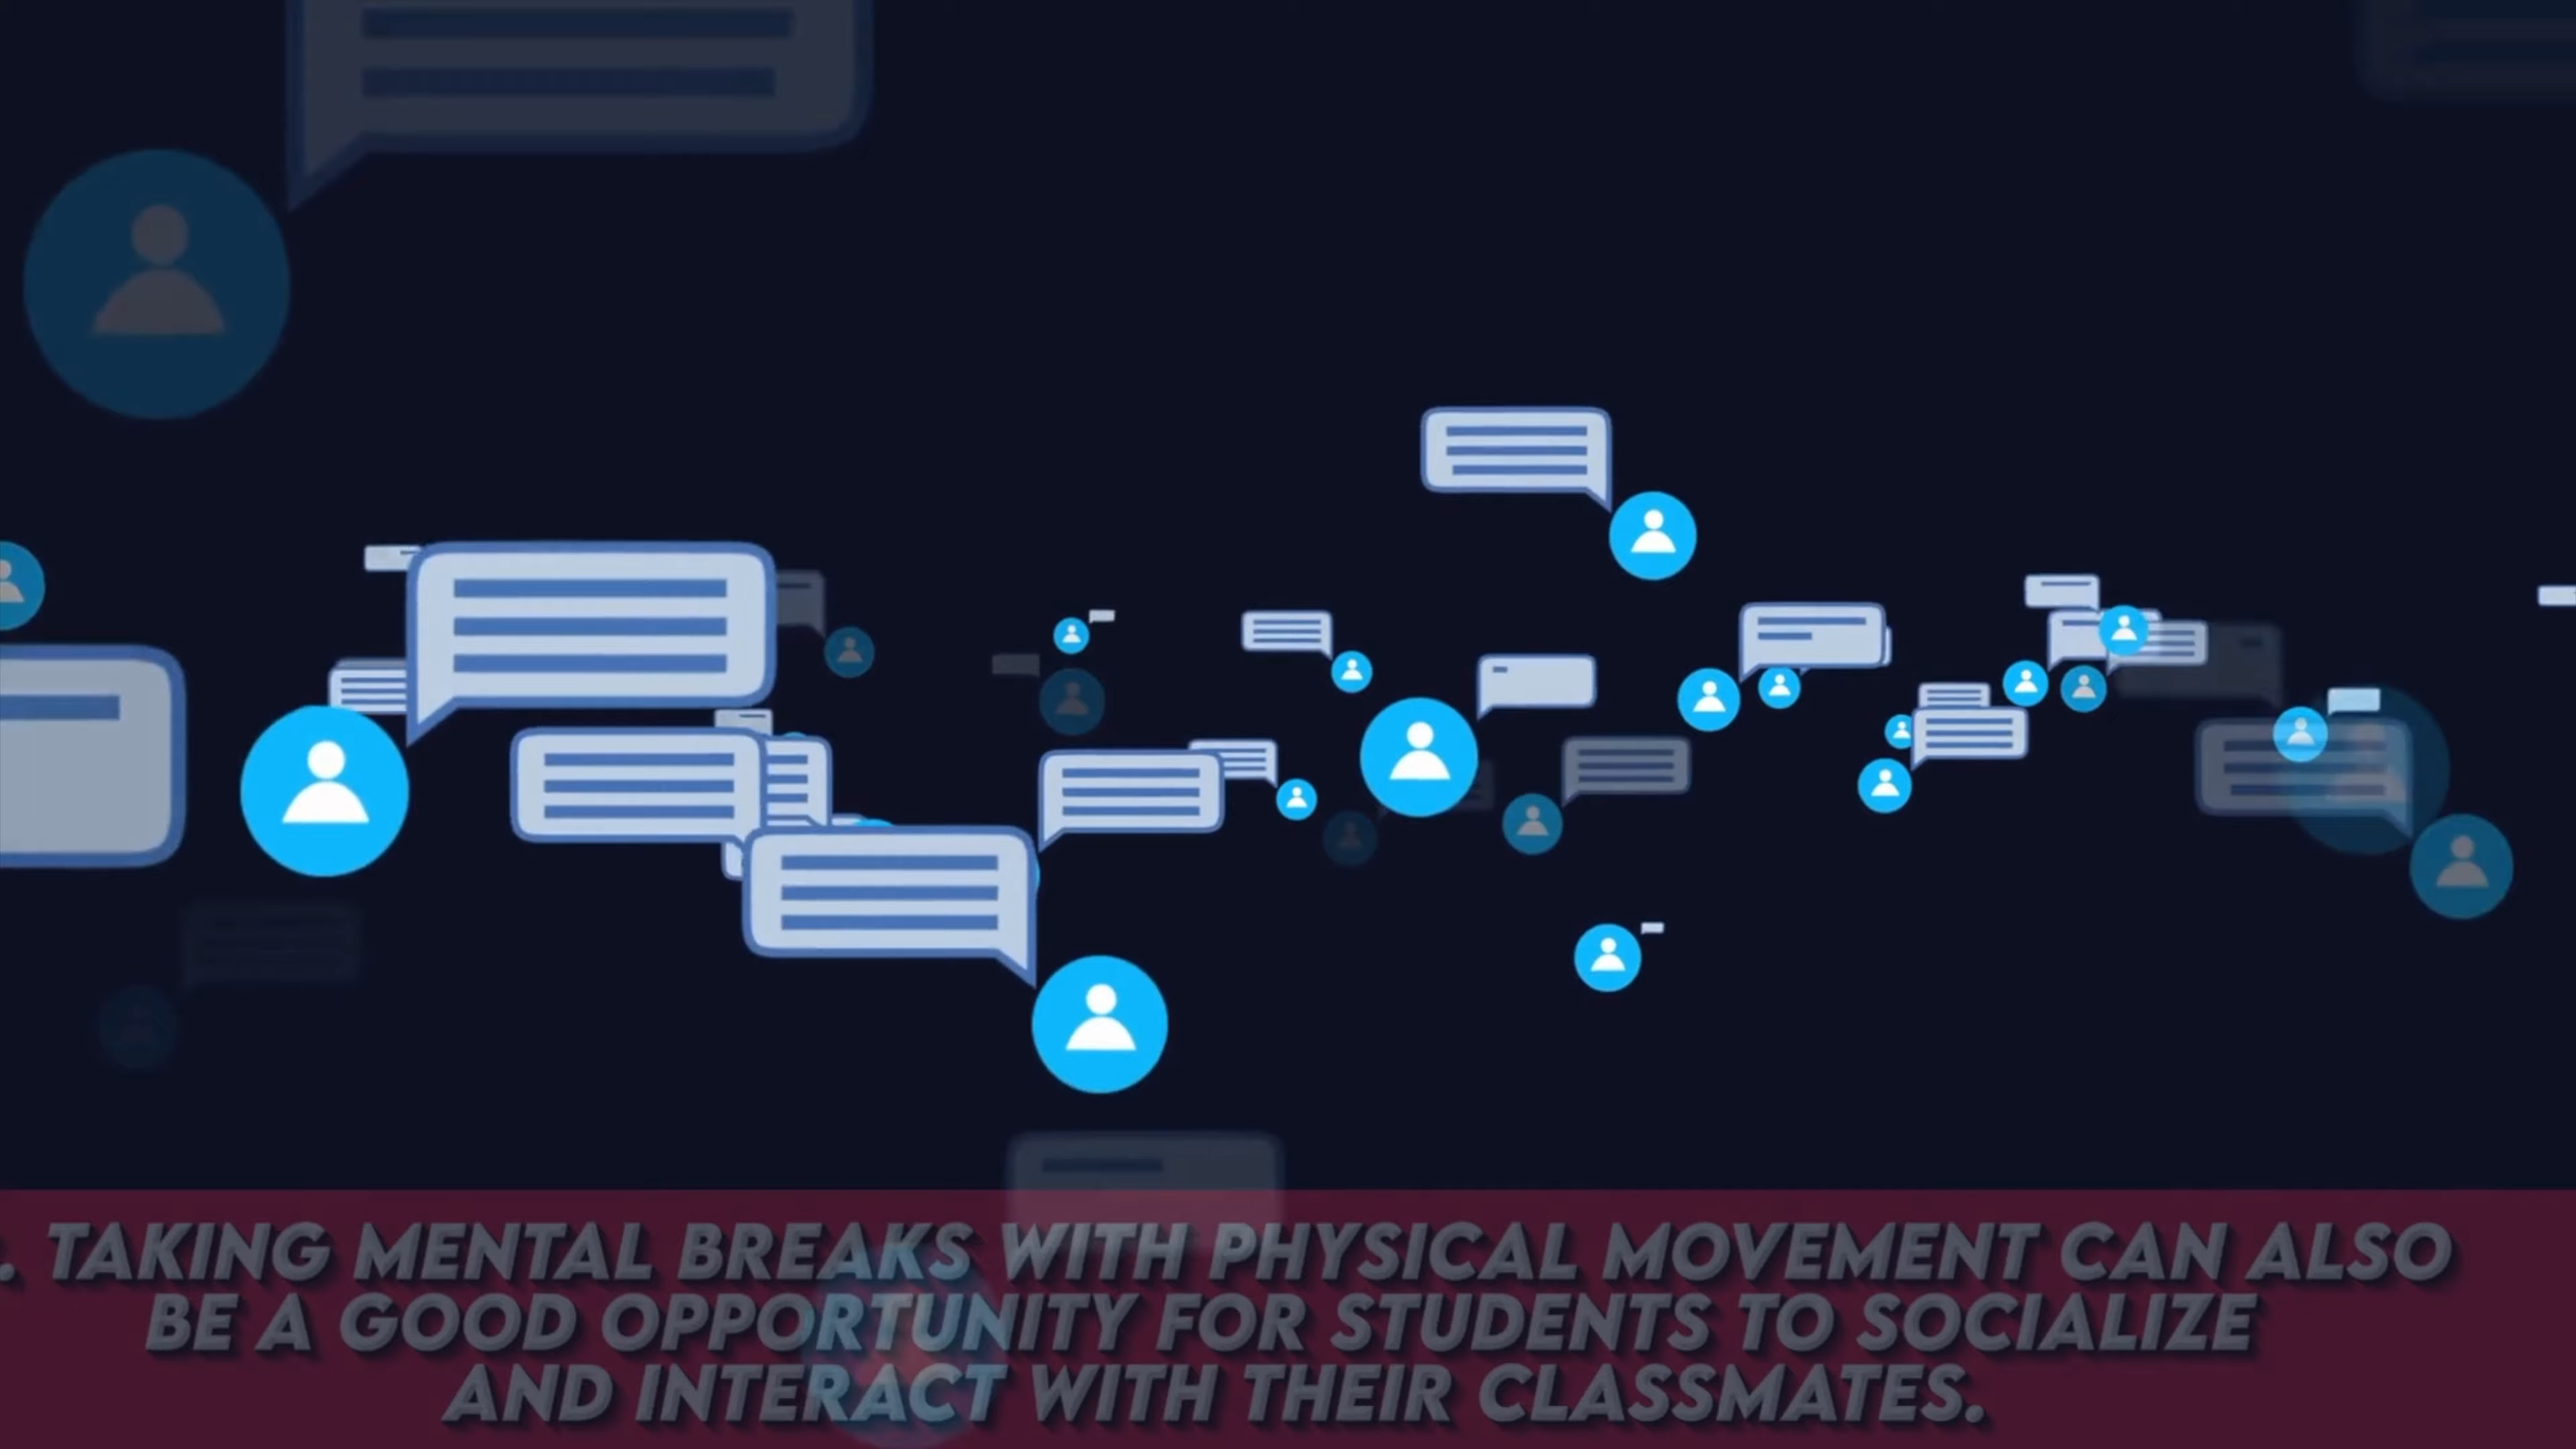 . TAKING MENTAL BREAKS WITH PHYSICAL MOVEMENT CAN ALSO
BE A GOOD OPPORTUNITY FOR STUDENTS TO SOCIALIZE
AND INTERACT WITH THEIR CLASSMATES.